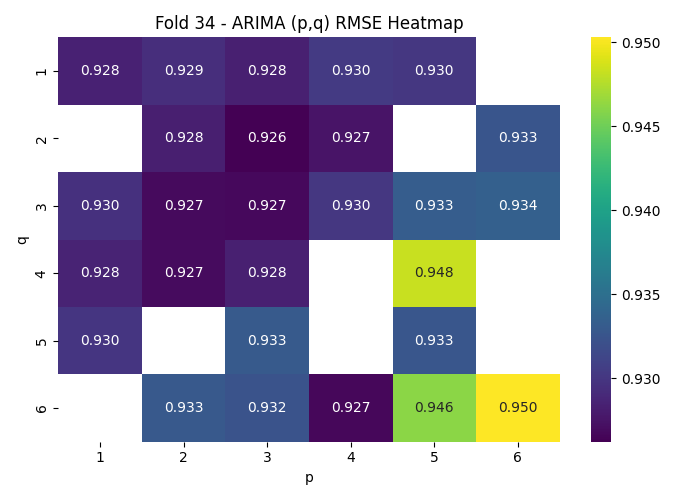 Fold 34 - ARIMA (p,q) RMSE Heatmap
1 0.928 0.929 0.928 0.930 0.930
2 0.928 0.926 0.927 0.933
3 0.930 0.927 0.927 0.930 0.933 0.934
4 0.928 0.927 0.928 0.948
5 0.930 0.933 0.933
6 0.933 0.932 0.927 0.946 0.950
q
1 2 3 4 5 6
p
0.950
0.945
0.940
0.935
0.930